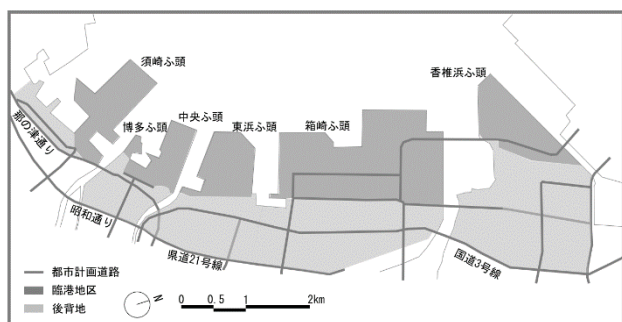 須崎ふ頭
香椎浜ふ頭
中央ふ頭
博多ふ頭
東浜ふ頭
箱崎ふ頭
那の津通り
昭和通り
県道21号線
国道3号線
都市計画道路
臨港地区
後背地
N
0 0.5 1 2km